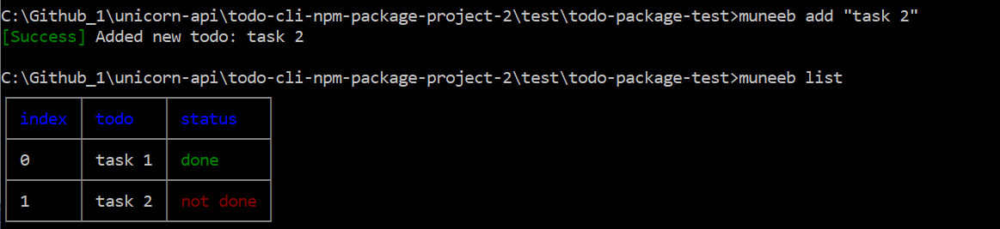 C:\Github_1\unicorn-api\todo-cli-npm-package-project-2\test\todo-package-test>muneeb add "task 2"
[Success] Added new todo: task 2
C:\Github_1\unicorn-api\todo-cli-npm-package-project-2\test\todo-package-test>muneeb list
index todo status
0 task 1 done
1 task 2 not done